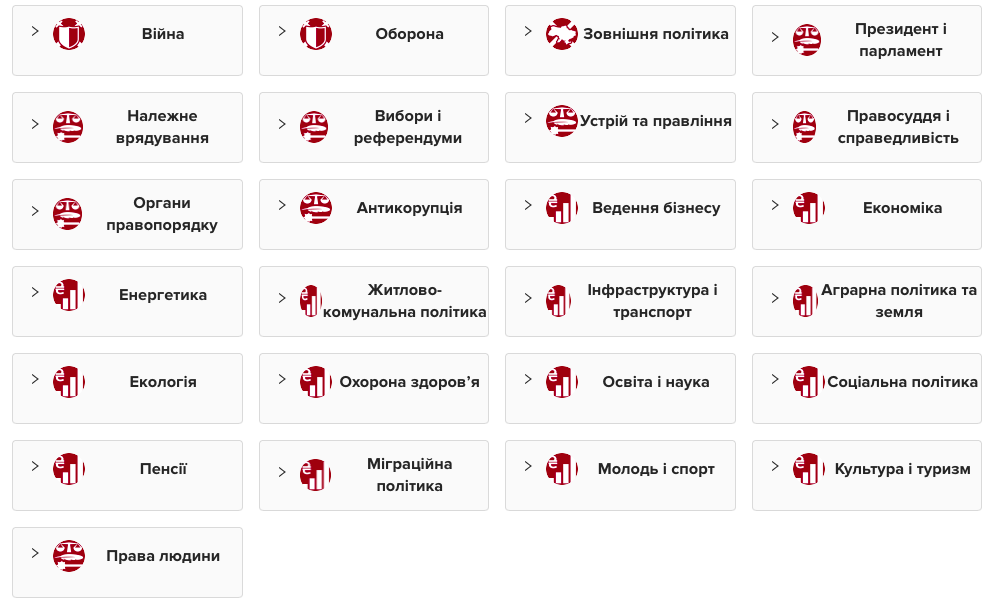 Війна
Оборона
Зовнішня політика
Президент і
парламент
Належне
врядування
Вибори і
референдуми
Устрій та правління
Правосуддя і
справедливість
Органи
правопорядку
Антикорупція
Ведення бізнесу
Економіка
Енергетика
Житлово-
комунальна політика
Інфраструктура і
транспорт
Аграрна політика та
земля
Екологія
Охорона здоров’я
Освіта і наука
Соціальна політика
Пенсії
Міграційна
політика
Молодь і спорт
Культура і туризм
Права людини